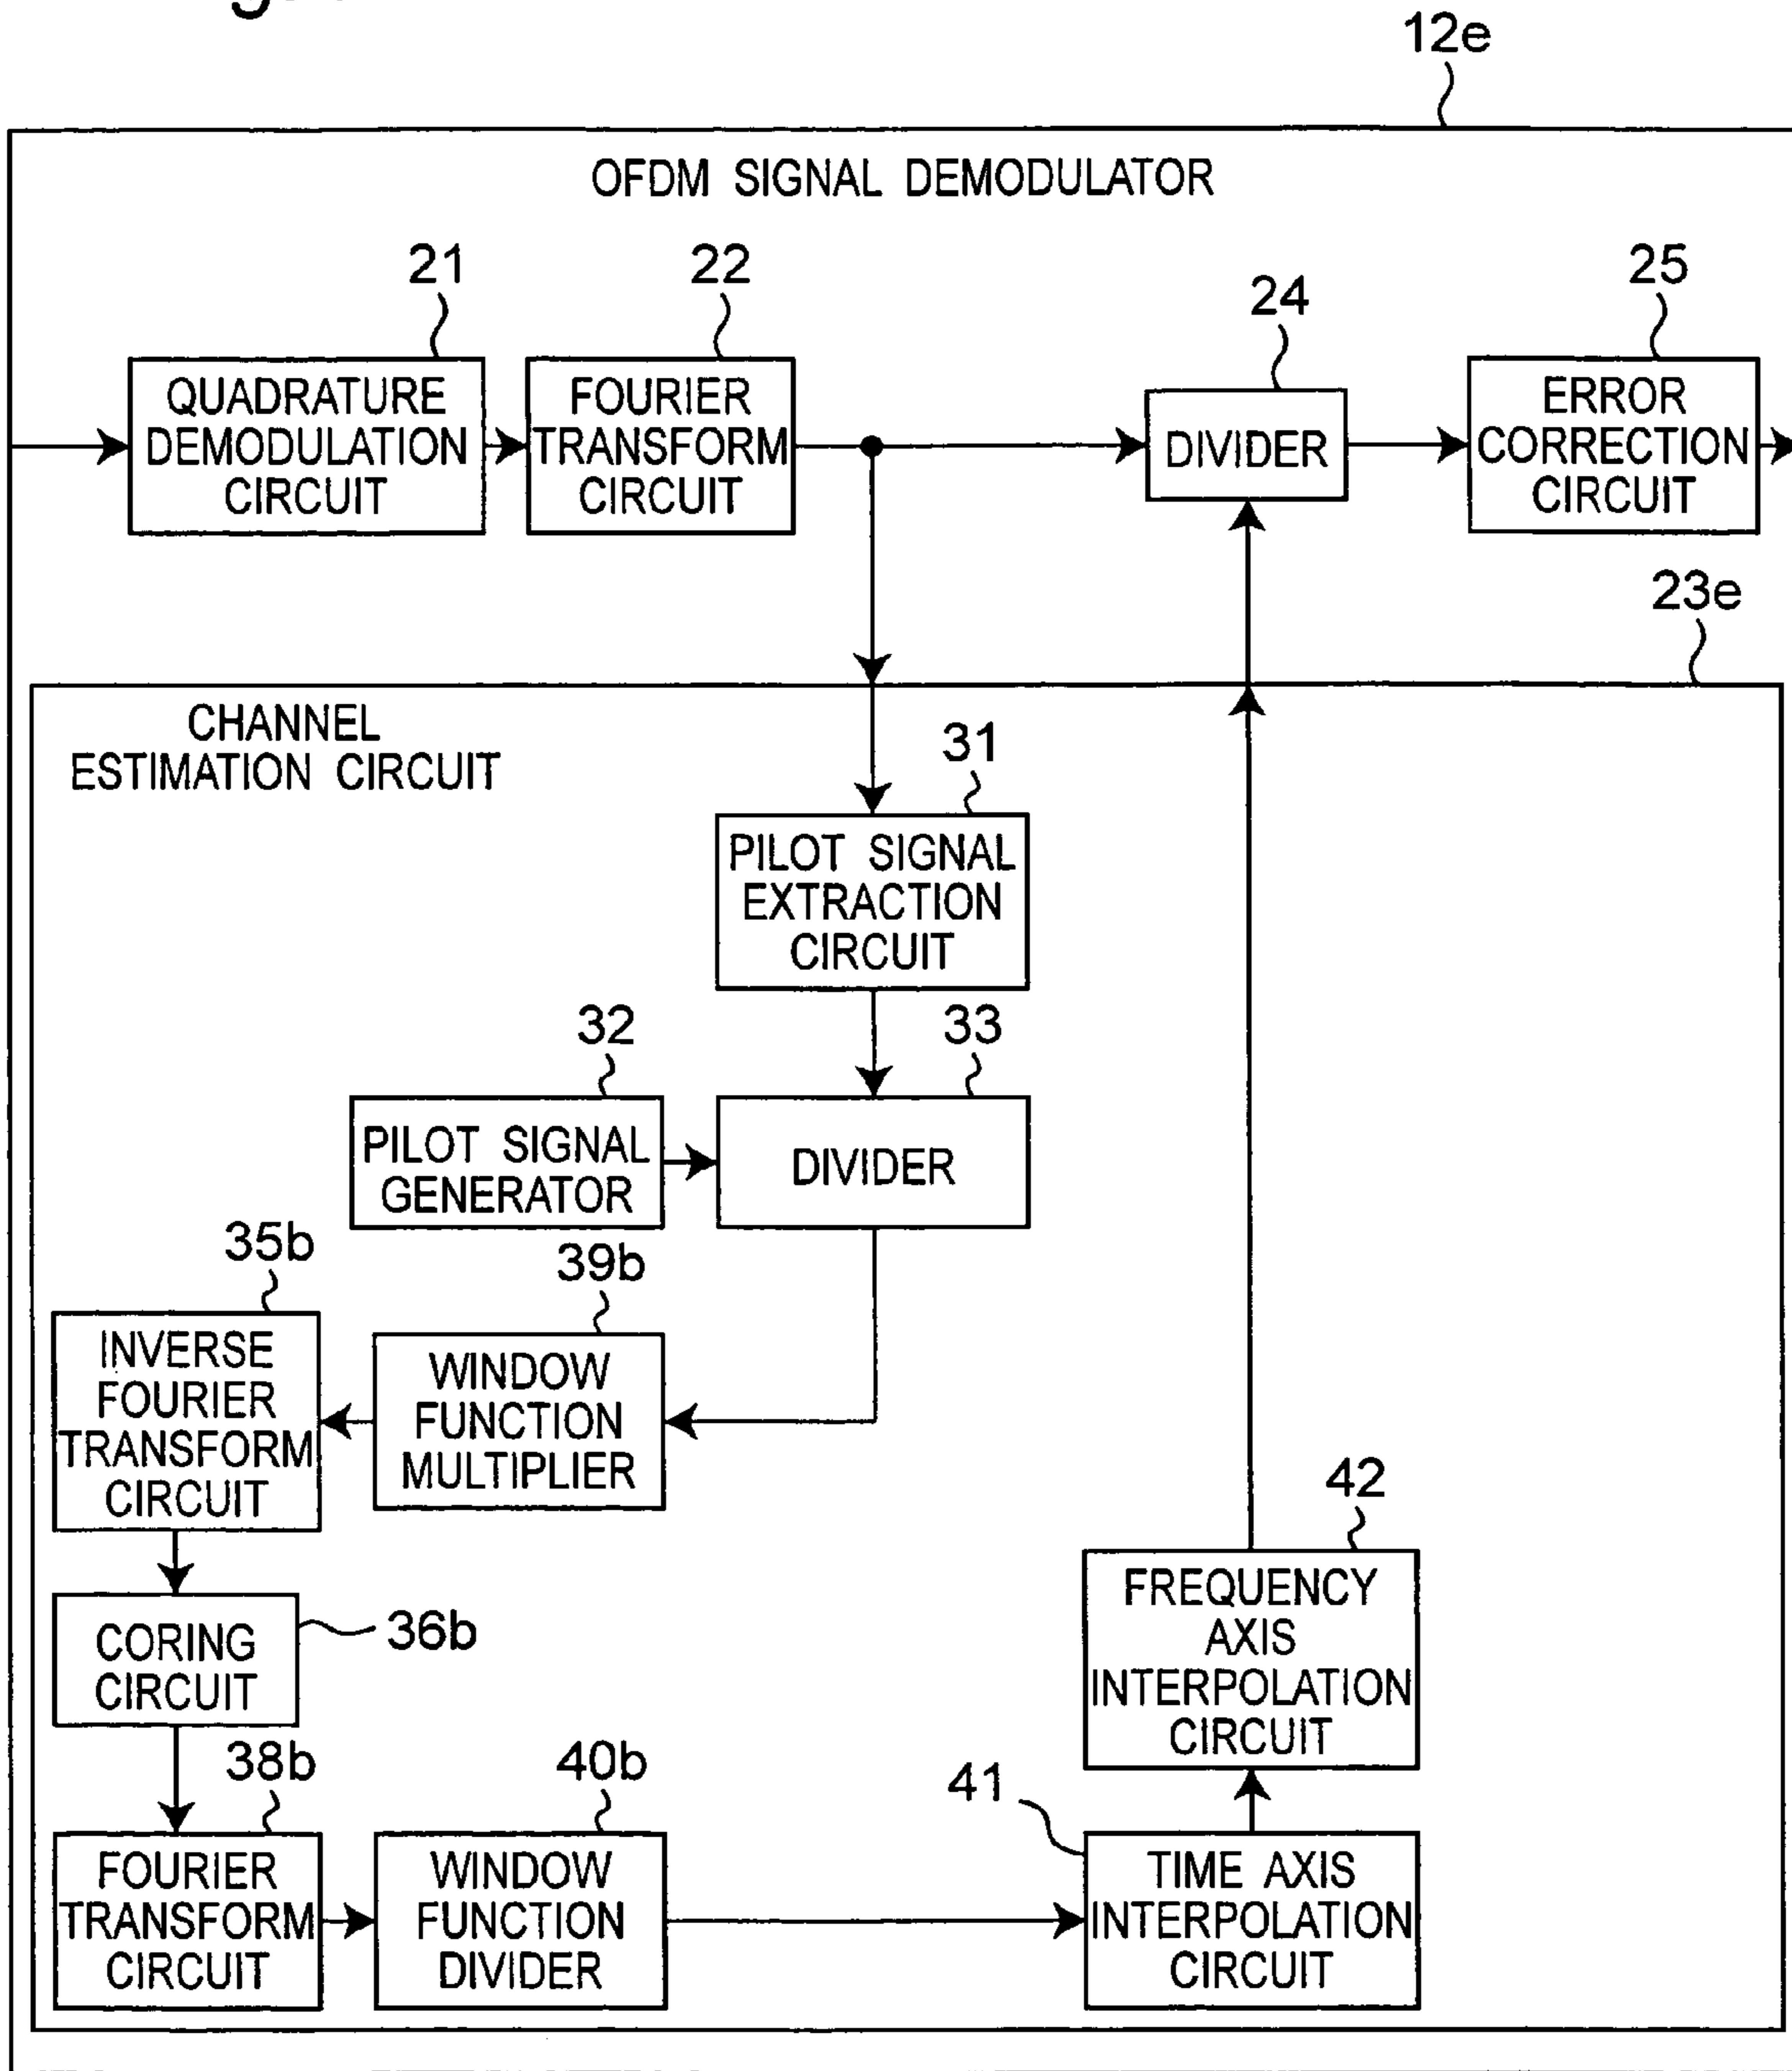 12e
OFDM SIGNAL DEMODULATOR
21
22
24
25
QUADRATURE
DEMODULATION
CIRCUIT
FOURIER
TRANSFORM
CIRCUIT
DIVIDER
ERROR
CORRECTION
CIRCUIT
23e
CHANNEL
ESTIMATION CIRCUIT
31
PILOT SIGNAL
EXTRACTION
CIRCUIT
32
33
PILOT SIGNAL
GENERATOR
DIVIDER
35b
39b
INVERSE
FOURIER
TRANSFORM
CIRCUIT
WINDOW
FUNCTION
MULTIPLIER
42
FREQUENCY
AXIS
INTERPOLATION
CIRCUIT
CORING
CIRCUIT
36b
38b
40b
41
FOURIER
TRANSFORM
CIRCUIT
WINDOW
FUNCTION
DIVIDER
TIME AXIS
INTERPOLATION
CIRCUIT